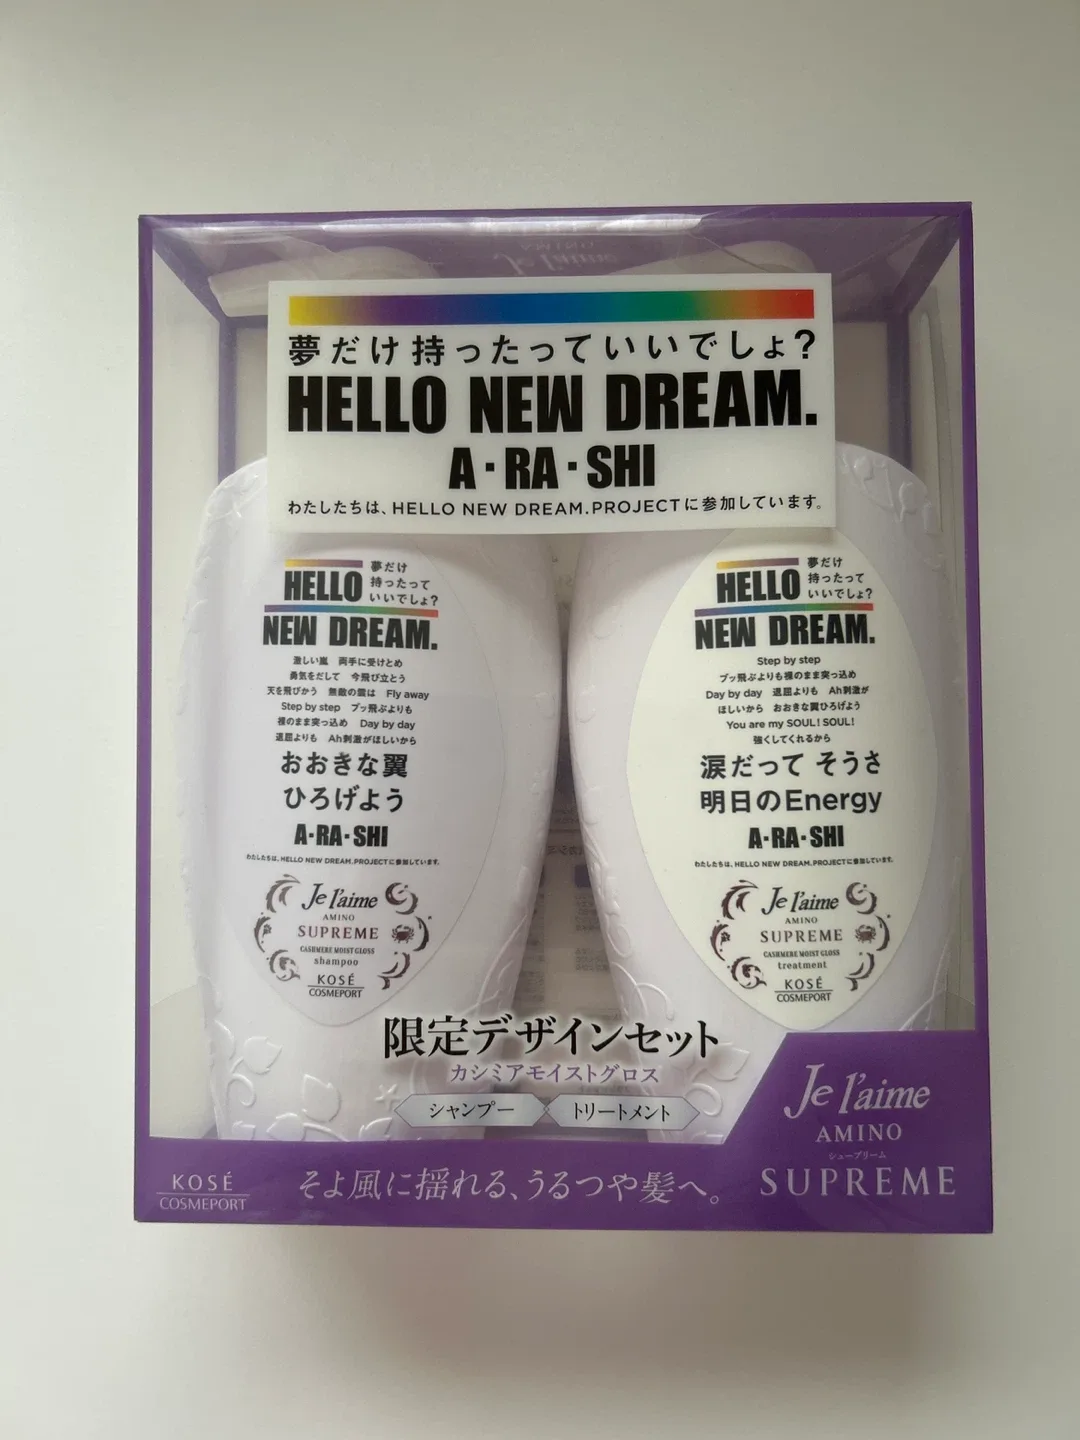 夢だけ持ったっていいでしょ?
HELLO NEW DREAM.
A・RA・SHI
わたしたちは、HELLO NEW DREAM.PROJECTに参加しています。
HELLO
夢だけ
持ったって
いいでしょ?
NEW DREAM.
激しい嵐 両手に受けとめ
勇気をだして 今飛び立とう
天を飛びかう 無敵の雲は Fly away
Step by step ブッ飛ぶよりも
裸のまま突っ込め Day by day
退屈よりも Ah刺激がほしいから
おおきな翼
ひろげよう
A・RA・SHI
わたしたちは、HELLO NEW DREAM.PROJECTに参加しています。
Je l'aime
AMINO
SUPREME
CASHMERE MOIST GLOSS
shampoo
KOSÉ
COSMEPORT
HELLO
夢だけ
持ったって
いいでしょ?
NEW DREAM.
Step by step
ブッ飛ぶよりも裸のまま突っ込め
Day by day 退屈よりも Ah刺激が
ほしいから おおきな翼ひろげよう
You are my SOUL! SOUL!
強くしてくれるから
涙だって そうさ
明日のEnergy
A・RA・SHI
わたしたちは、HELLO NEW DREAM.PROJECTに参加しています。
Je l'aime
AMINO
SUPREME
CASHMERE MOIST GLOSS
treatment
KOSÉ
COSMEPORT
限定デザインセット
カシミアモイストグロス
シャンプー トリートメント
Je l'aime
AMINO
シュープリーム
SUPREME
KOSÉ
COSMEPORT
そよ風に揺れる、うるつや髪へ。